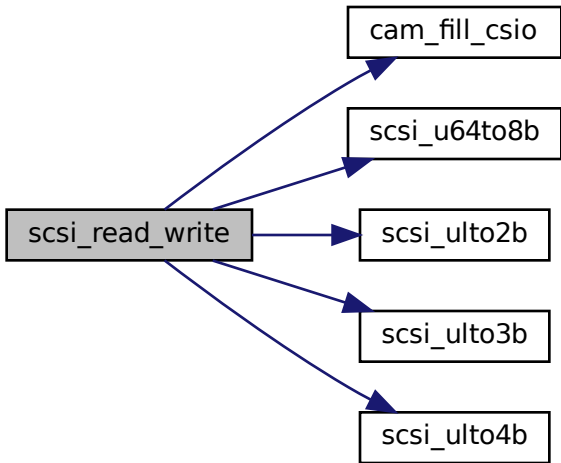 cam_fill_csio
scsi_u64to8b
scsi_read_write
scsi_ulto2b
scsi_ulto3b
scsi_ulto4b